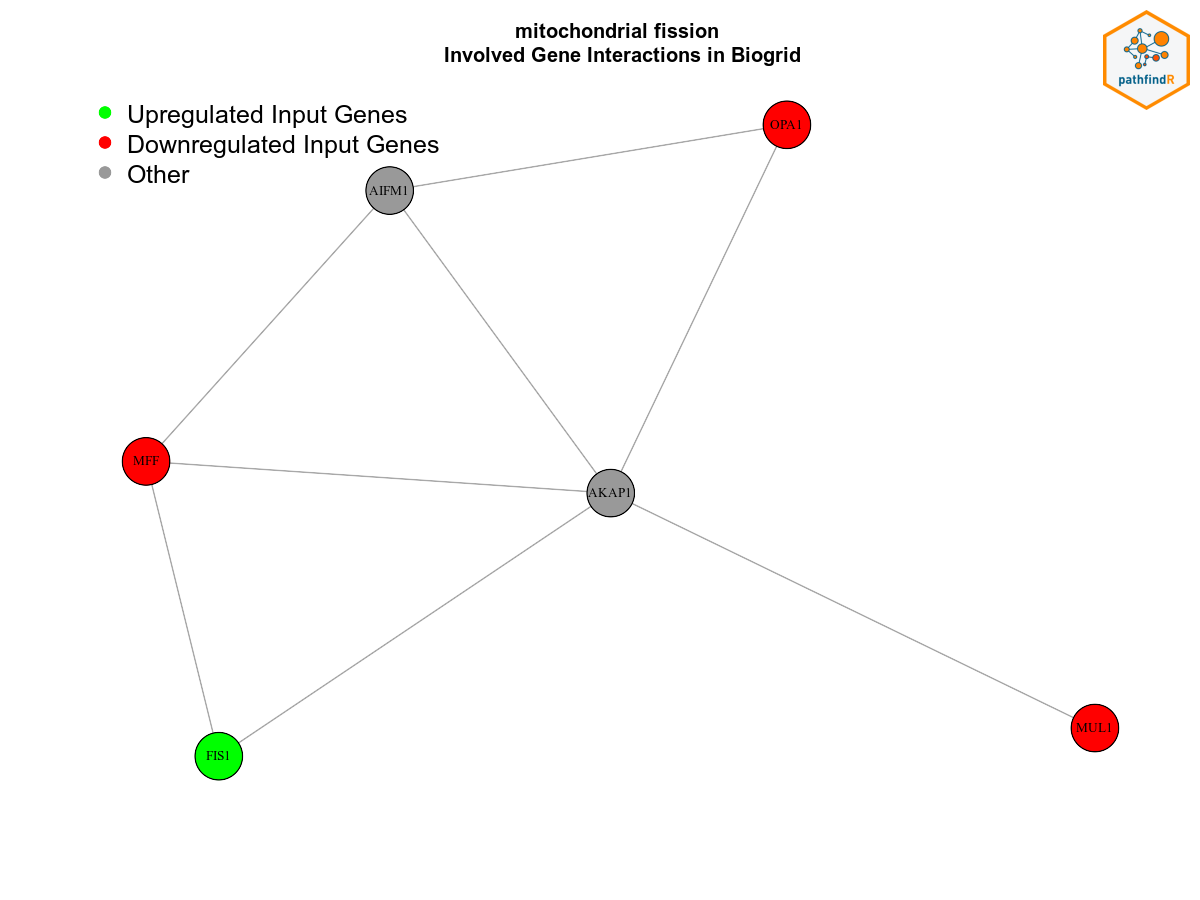 mitochondrial fission
Involved Gene Interactions in Biogrid
pathfindR
Upregulated Input Genes
Downregulated Input Genes
Other
OPA1
AIFM1
MFF
AKAP1
FIS1
MUL1